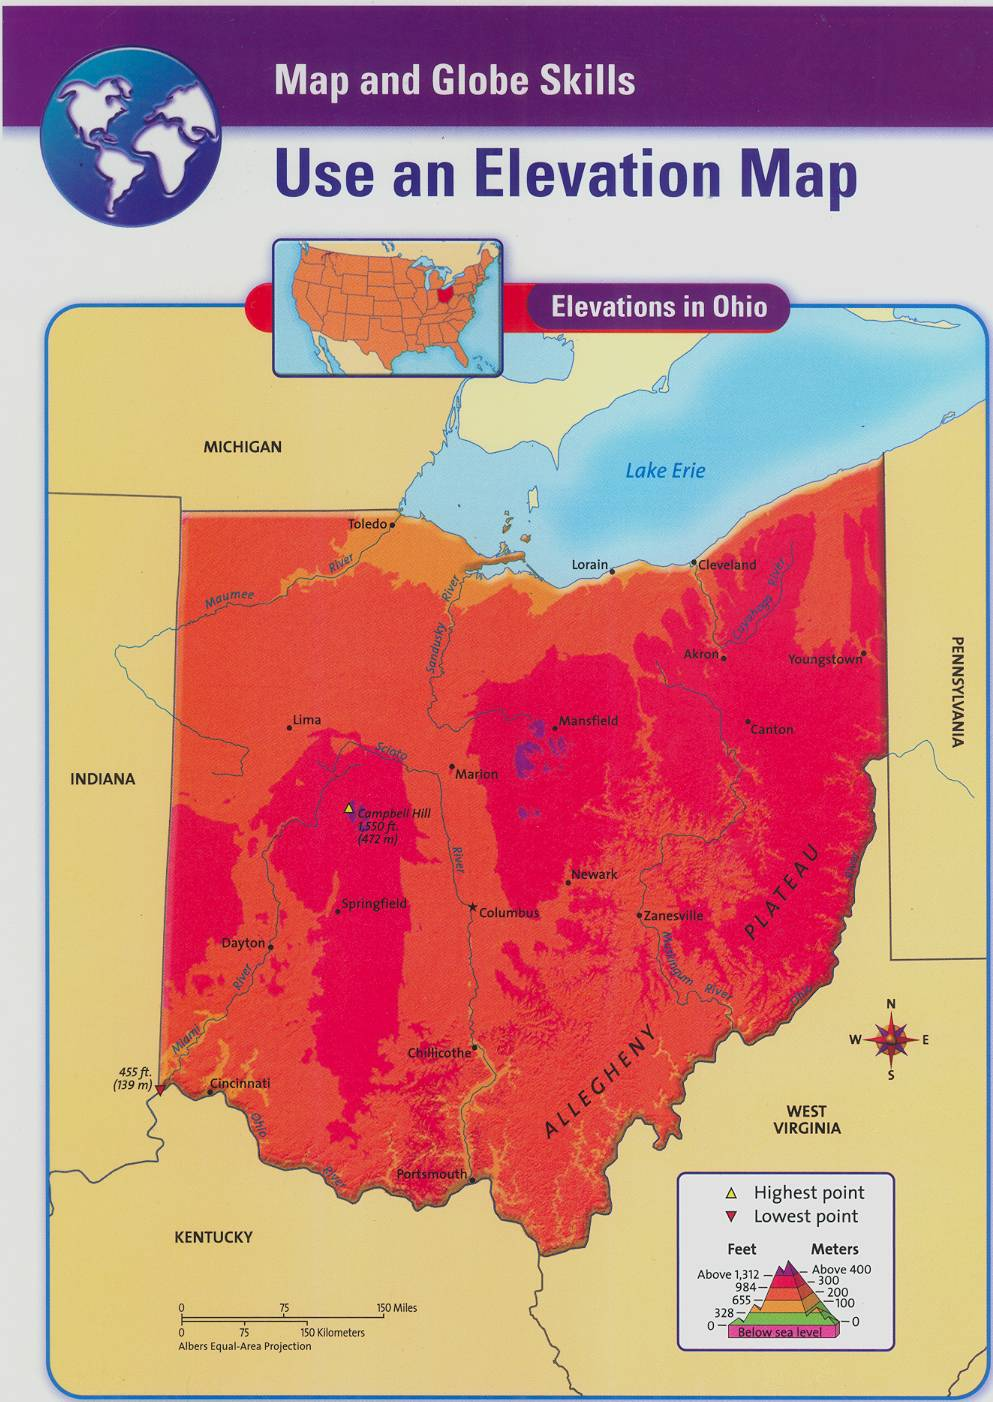 Map and Globe Skills
Use an Elevation Map
Elevations in Ohio
MICHIGAN
Lake Erie
Toledo
Lorain
Cleveland
River
Maumee
River
Sandusky
Cuyahoga River
Akron
Youngstown
PENNSYLVANIA
Lima
Mansfield
Canton
Scioto
Marion
INDIANA
Campbell Hill
1,550 ft.
(472 m)
River
Newark
PLATEAU
River
Springfield
Columbus
Zanesville
Dayton
River
Muskingum River
Ohio
Miami
N
W E
S
Chillicothe
ALLEGHENY
455 ft.
(139 m)
Cincinnati
Ohio
River
WEST
VIRGINIA
Portsmouth
KENTUCKY
Highest point
Lowest point
Feet Meters
Above 1,312 Above 400
984 300
655 200
328 100
0 0
Below sea level
0 75 150 Miles
0 75 150 Kilometers
Albers Equal-Area Projection